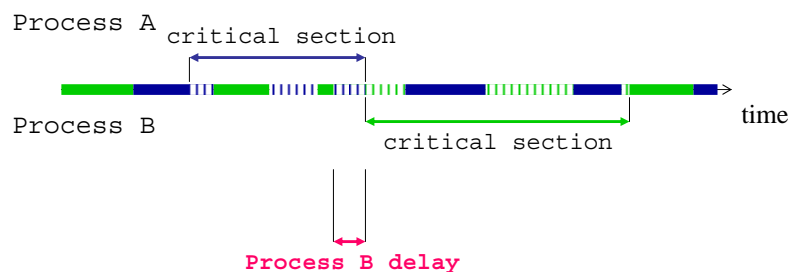 Process A
critical section
time
Process B
critical section
Process B delay